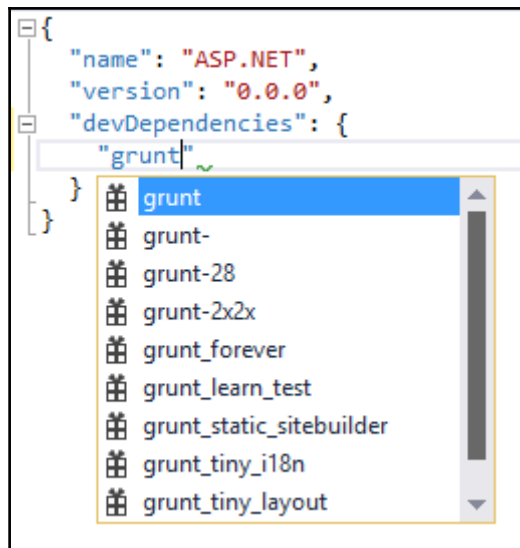 {
"name": "ASP.NET",
"version": "0.0.0",
"devDependencies": {
"grunt"
}
}
grunt
grunt-
grunt-28
grunt-2x2x
grunt_forever
grunt_learn_test
grunt_static_sitebuilder
grunt_tiny_i18n
grunt_tiny_layout